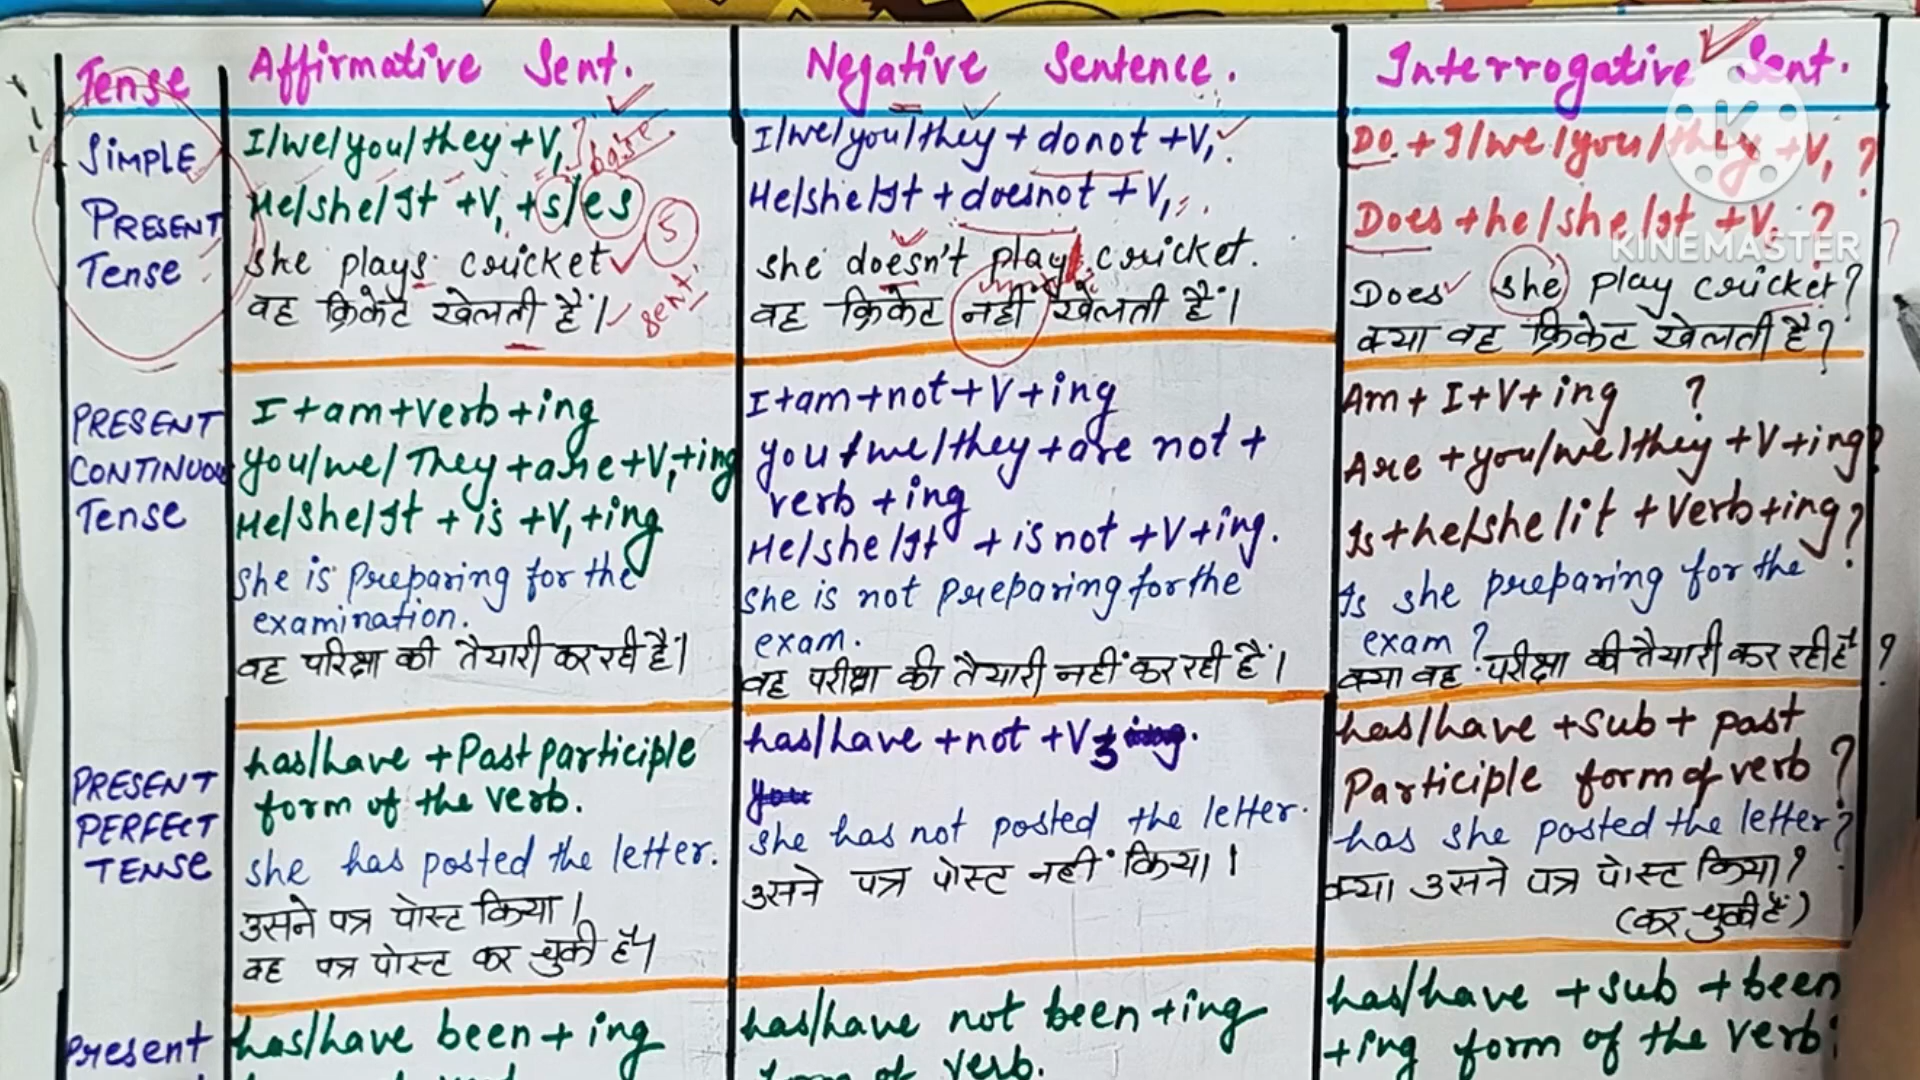 Tense
Affirmative Sent.
Negative Sentence.
Interrogative Sent.
SIMPLE
PRESENT
Tense
I/we/you/they +V1
base
He/she/It +V1 +s/es
5
she plays cricket
वह क्रिकेट खेलती है।
sent.
I/we/you/they + donot +V1.
He/she/It + doesnot + V1.
she doesn't play cricket.
वह क्रिकेट नहीं खेलती है।
Do + I/we/you/they +V1 ?
Does +he/she/It +V1 ?
Does she play cricket?
क्या वह क्रिकेट खेलती है?
K
KINEMASTER
PRESENT
CONTINUOUS
Tense
I +am+verb +ing
you/we/They +are+V1+ing
He/She/It + is +V1+ing
she is preparing for the
examination.
वह परिक्षा की तैयारी कर रही है।
I+am+not+V+ing
you/we/they+are not+
verb +ing
He/she/It + is not +V+ing.
she is not preparing for the
exam.
वह परीक्षा की तैयारी नहीं कर रही है।
Am+ I+V+ing ?
Are +you/we/they +V+ing?
Is+he/she/it +Verb+ing?
Is she preparing for the
exam ?
क्या वह परीक्षा की तैयारी कर रही है ?
PRESENT
PERFECT
TENSE
has/have +Past participle
form of the verb.
she has posted the letter.
उसने पत्र पोस्ट किया।
वह पत्र पोस्ट कर चुकी है।
has/have +not +V3
you
she has not posted the letter.
उसने पत्र पोस्ट नहीं किया।
has/have +sub+ past
Participle form of verb ?
has she posted the letter?
क्या उसने पत्र पोस्ट किया?
(कर चुकी है)
Present
has/have been+ ing
has/have not been +ing
form of verb.
has/have +sub +been
+ing form of the verb?